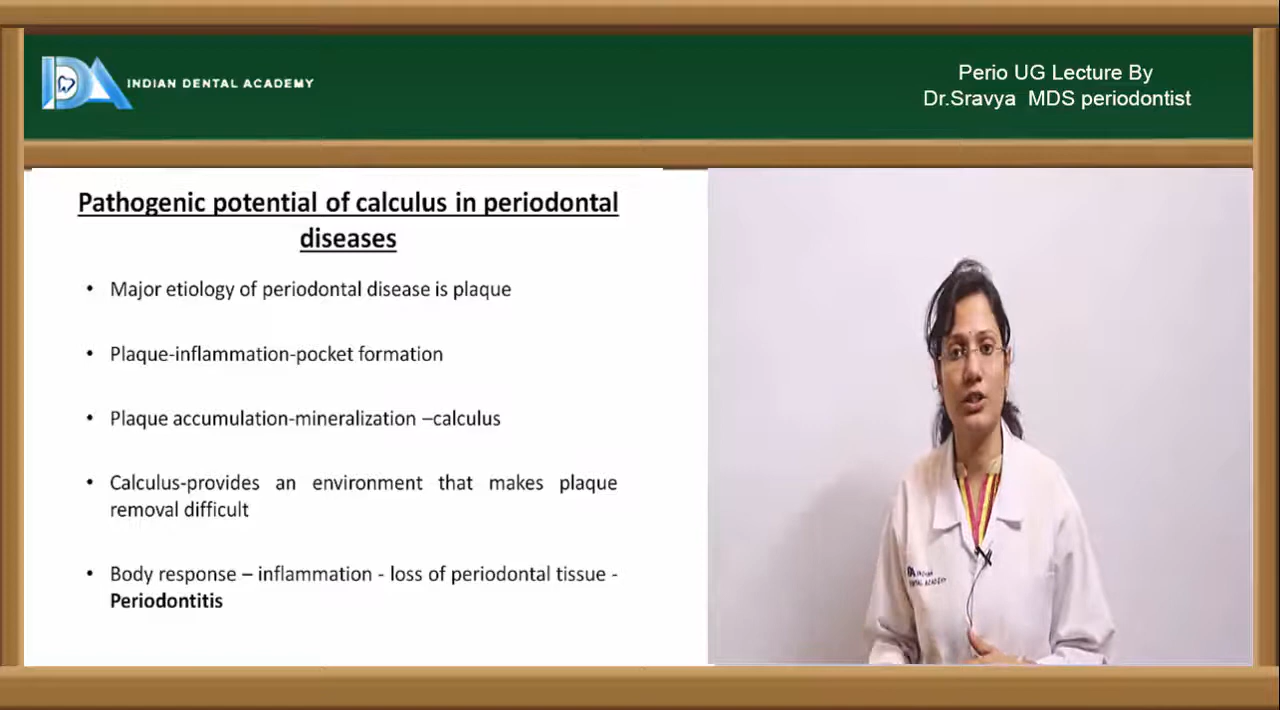 INDIAN DENTAL ACADEMY
Perio UG Lecture By
Dr.Sravya MDS periodontist
Pathogenic potential of calculus in periodontal
diseases
• Major etiology of periodontal disease is plaque
• Plaque-inflammation-pocket formation
• Plaque accumulation-mineralization –calculus
• Calculus-provides an environment that makes plaque
removal difficult
• Body response – inflammation - loss of periodontal tissue -
Periodontitis
DENTAL ACADEMY